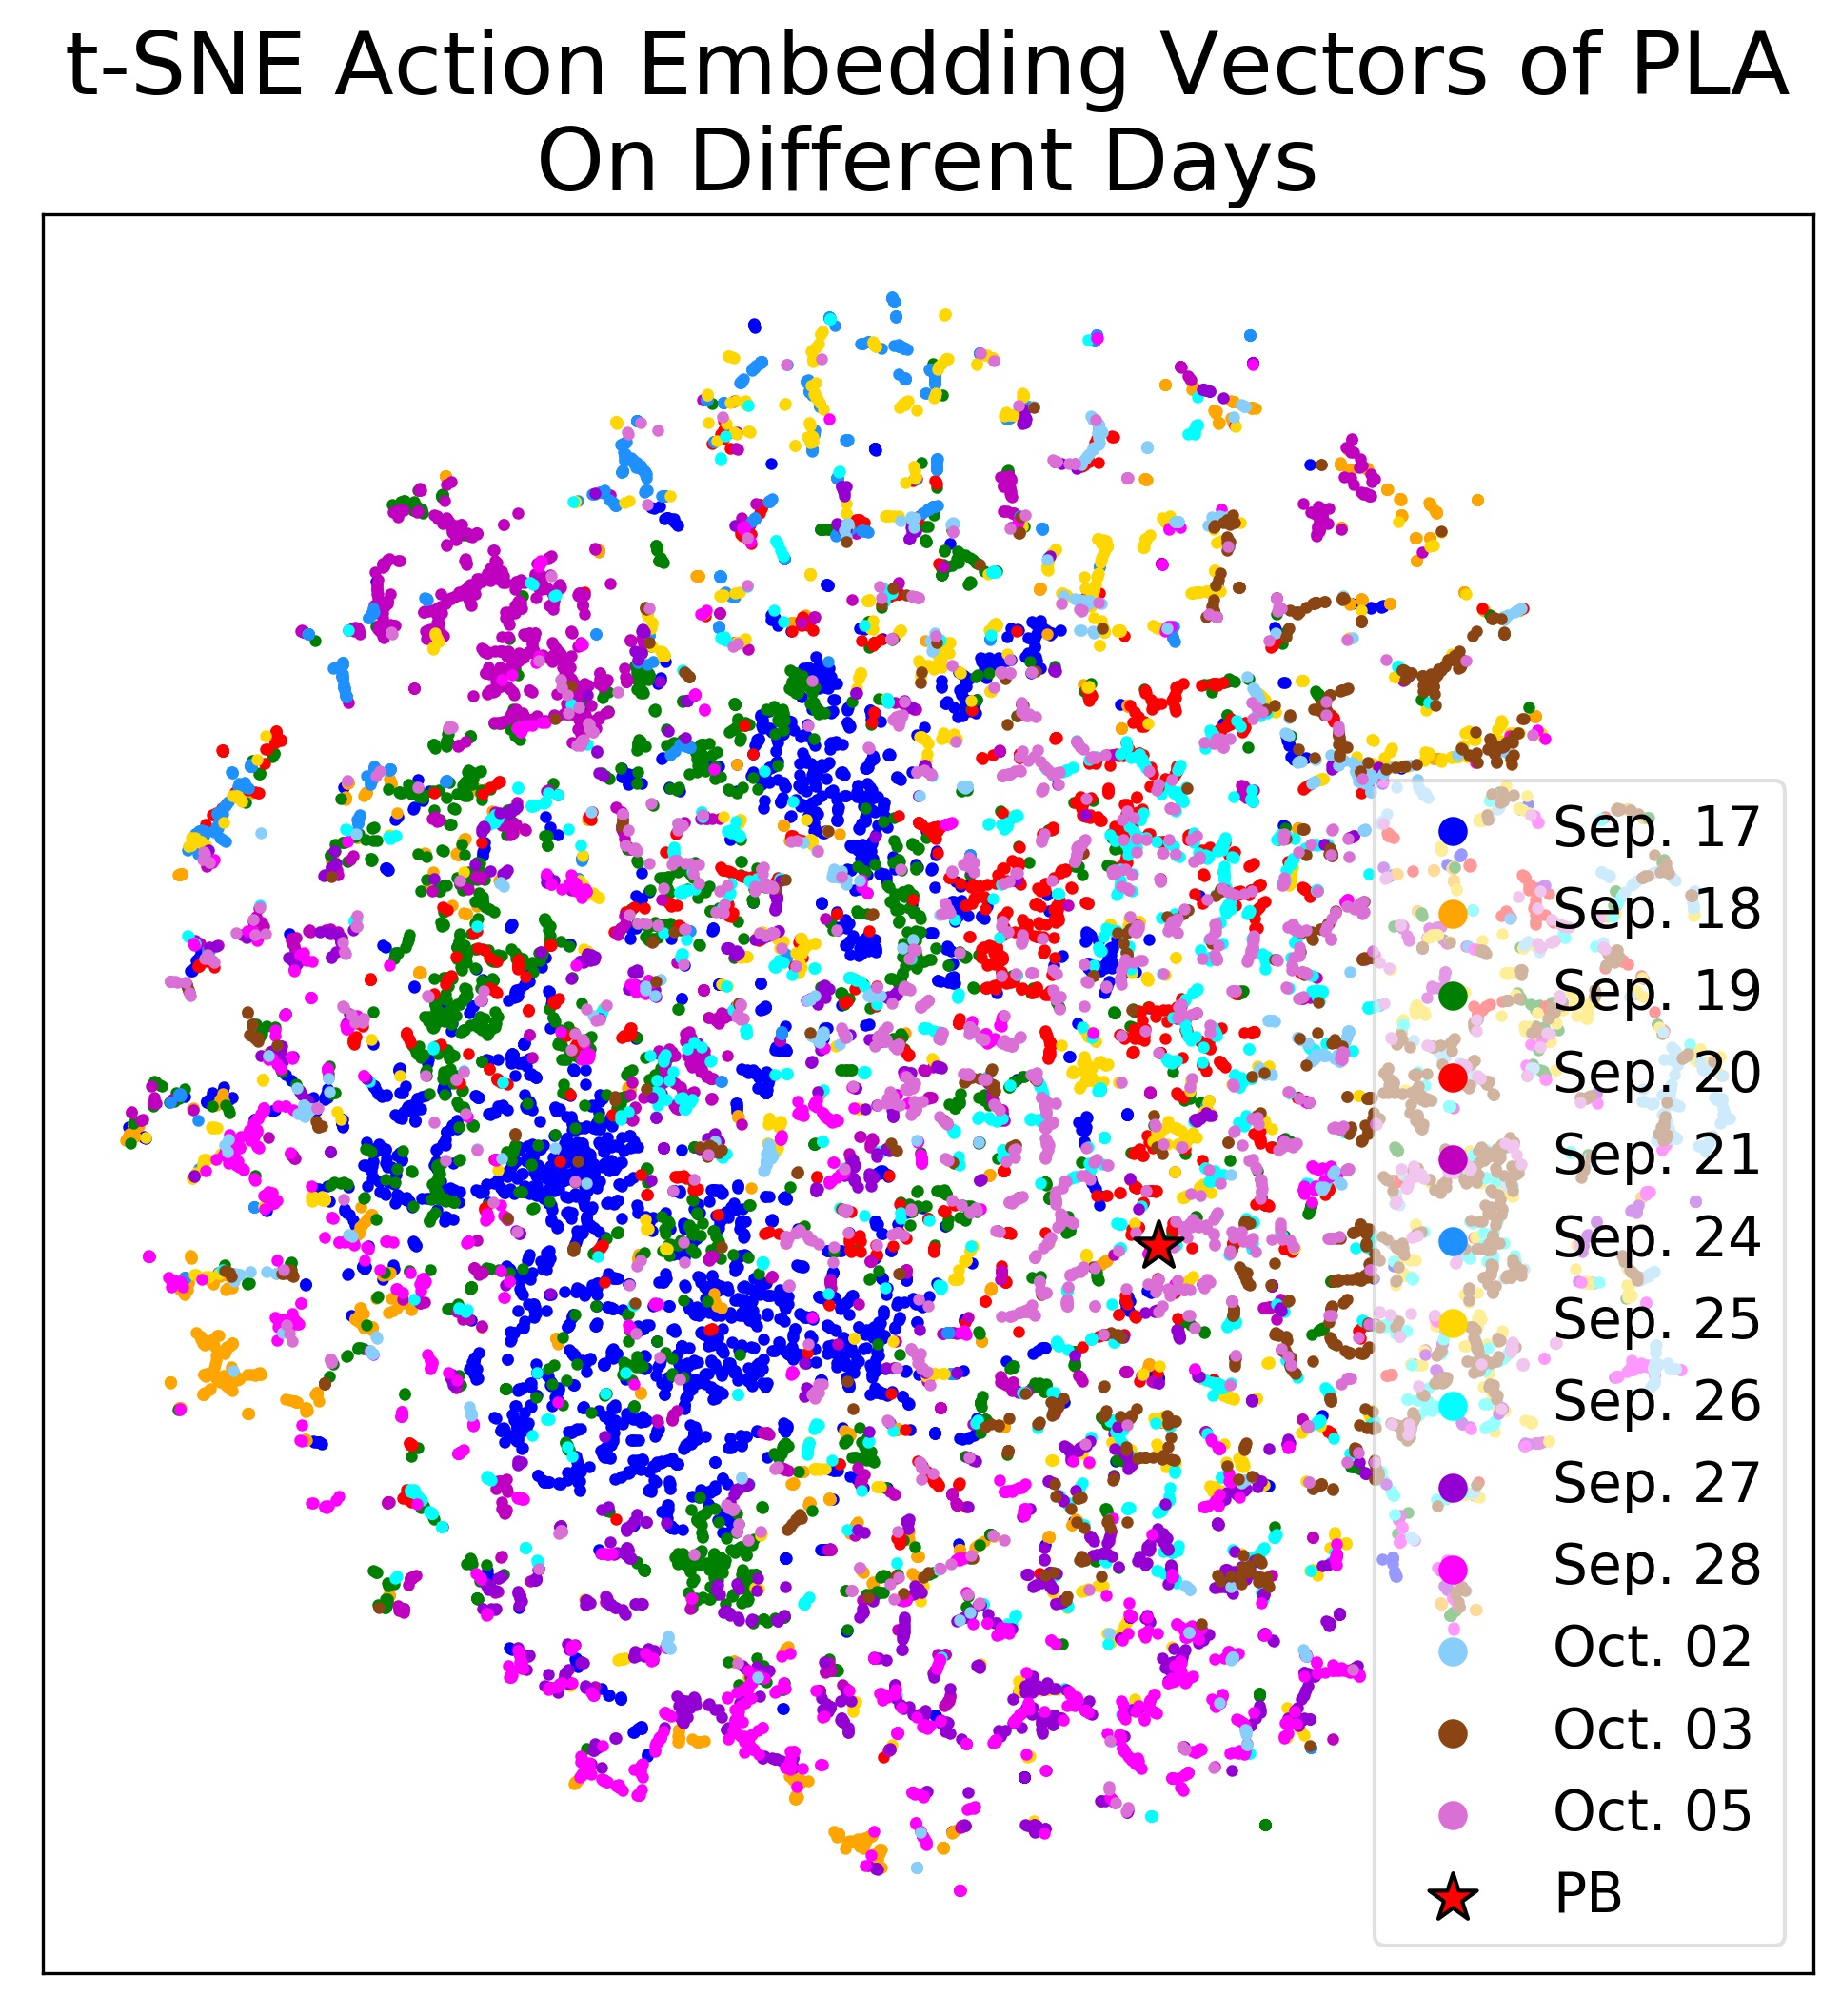 t-SNE Action Embedding Vectors of PLA
On Different Days
Sep. 17
Sep. 18
Sep. 19
Sep. 20
Sep. 21
Sep. 24
Sep. 25
Sep. 26
Sep. 27
Sep. 28
Oct. 02
Oct. 03
Oct. 05
PB